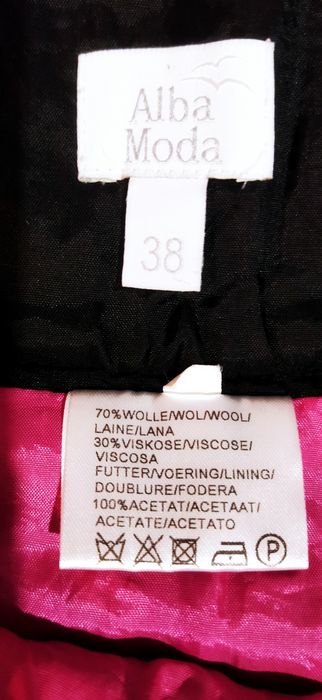 Alba
Moda
38
70%WOLLE/WOL/WOOL/
LAINE/LANA
30%VISKOSE/VISCOSE/
VISCOSA
FUTTER/VOERING/LINING/
DOUBLURE/FODERA
100%ACETAT/ACETAAT/
ACETATE/ACETATO
P